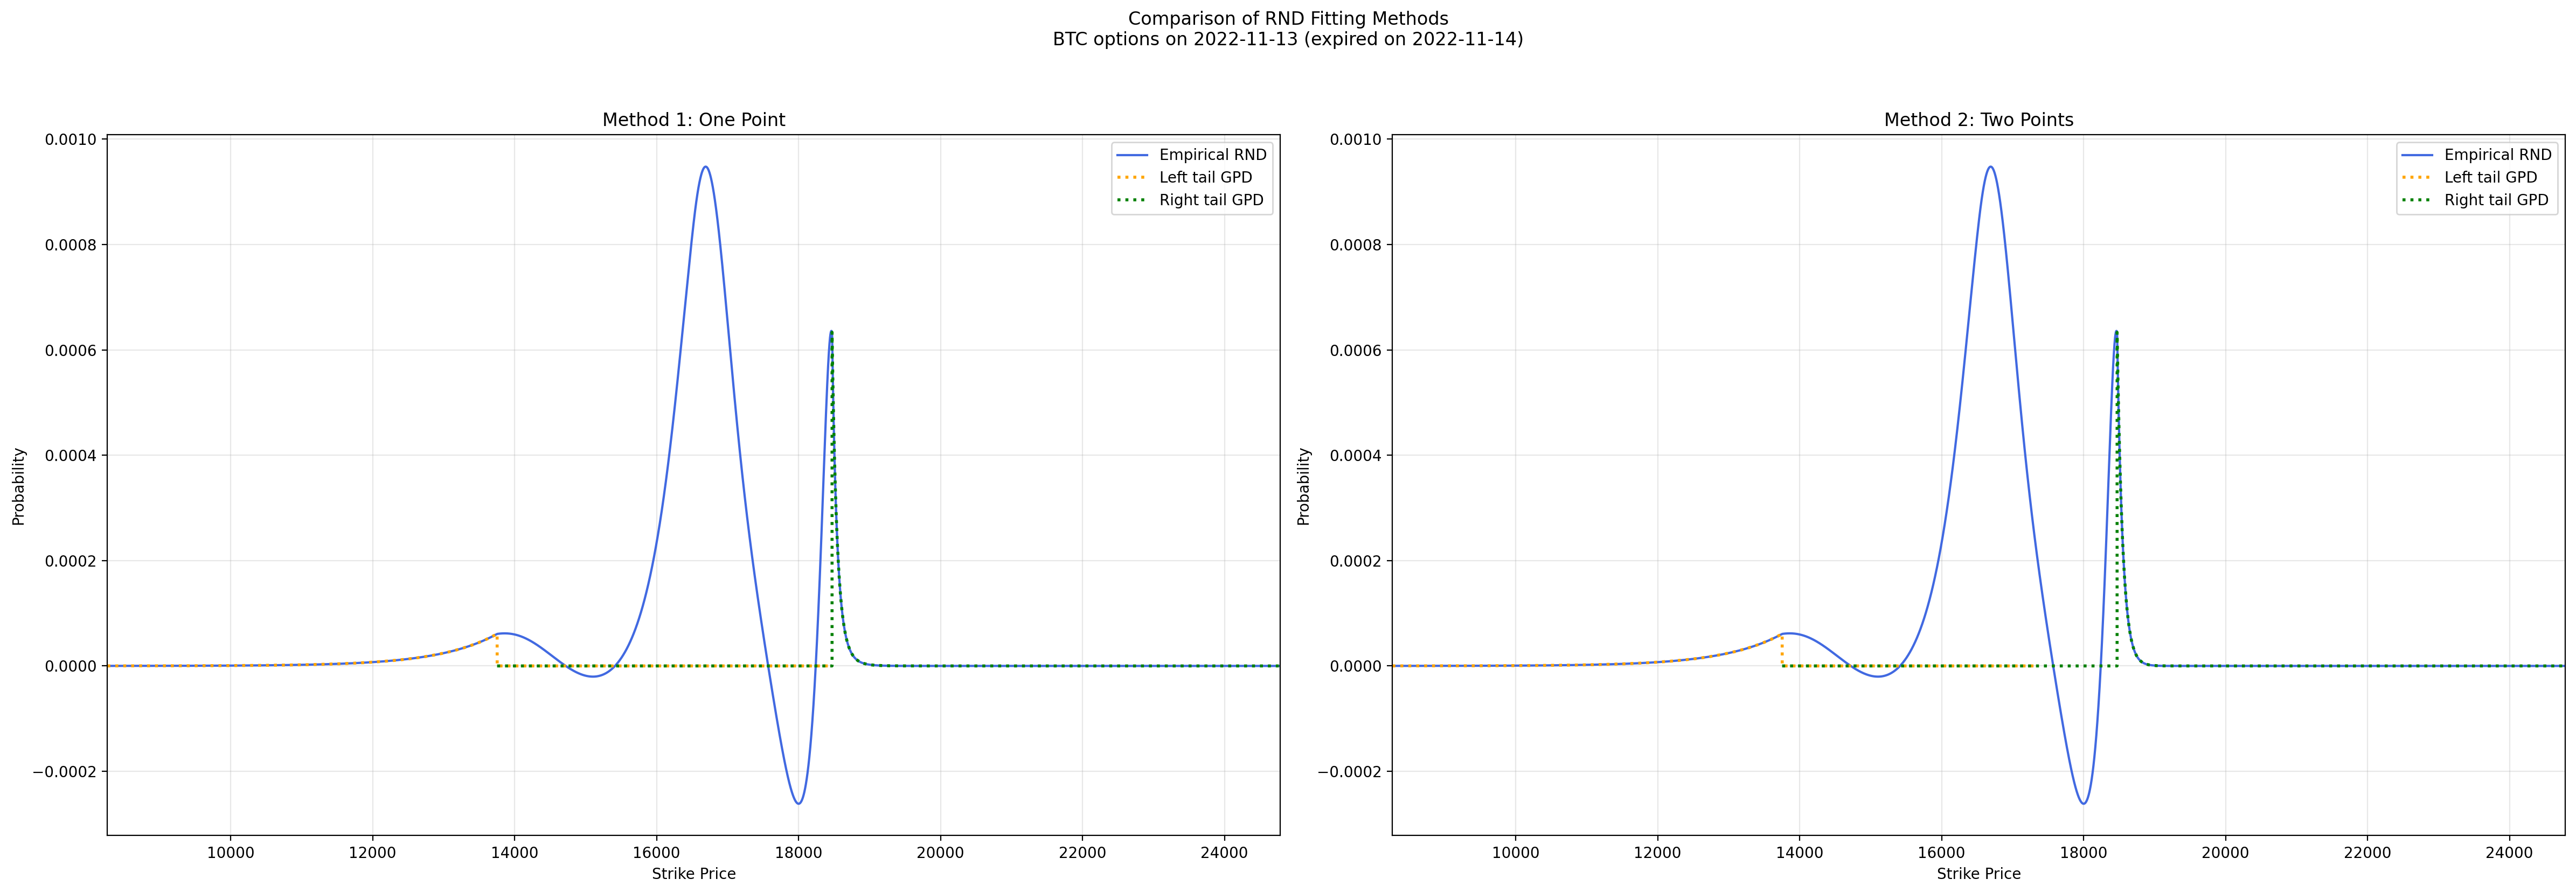 Comparison of RND Fitting Methods
BTC options on 2022-11-13 (expired on 2022-11-14)
Method 1: One Point
0.0010
0.0008
0.0006
0.0004
0.0002
0.0000
−0.0002
Probability
Empirical RND
Left tail GPD
Right tail GPD
10000 12000 14000 16000 18000 20000 22000 24000
Strike Price
Method 2: Two Points
0.0010
0.0008
0.0006
0.0004
0.0002
0.0000
−0.0002
Probability
Empirical RND
Left tail GPD
Right tail GPD
10000 12000 14000 16000 18000 20000 22000 24000
Strike Price